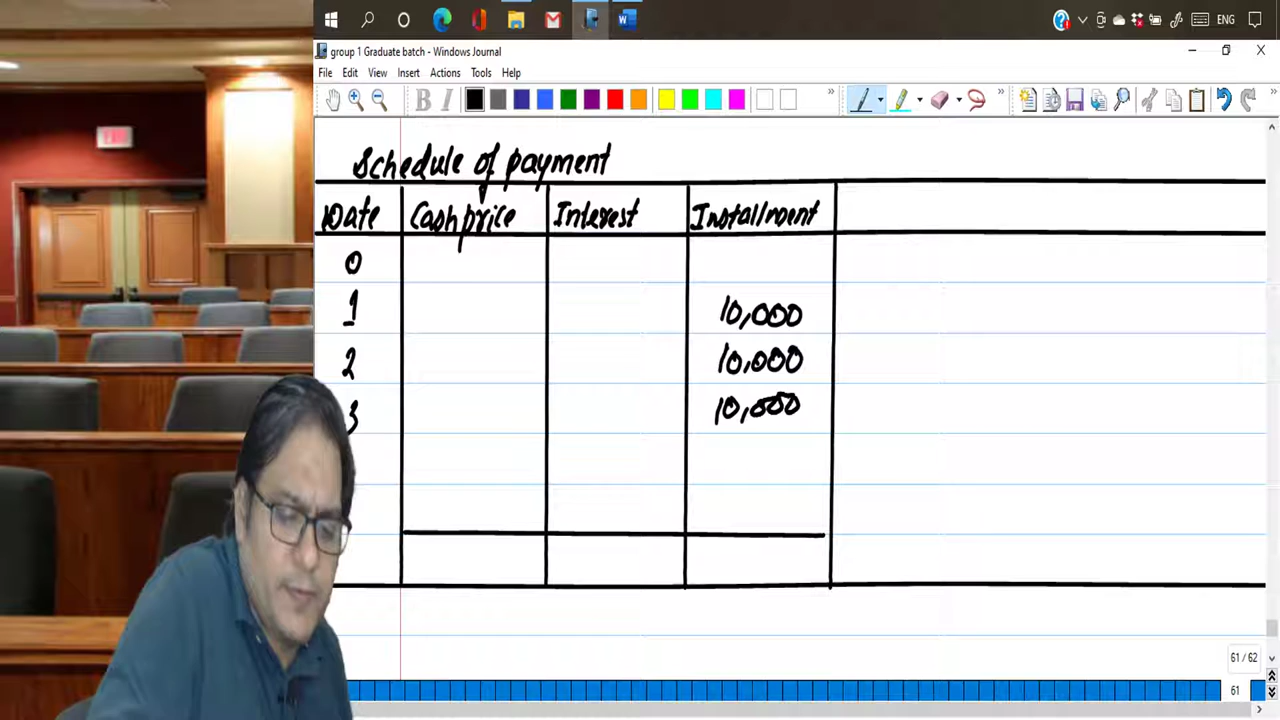 ENG
group 1 Graduate batch - Windows Journal
File Edit View Insert Actions Tools Help
B I
Schedule of payment
Date Cash price Interest Installment
0
1 10,000
2 10,000
3 10,000
61 / 62
61